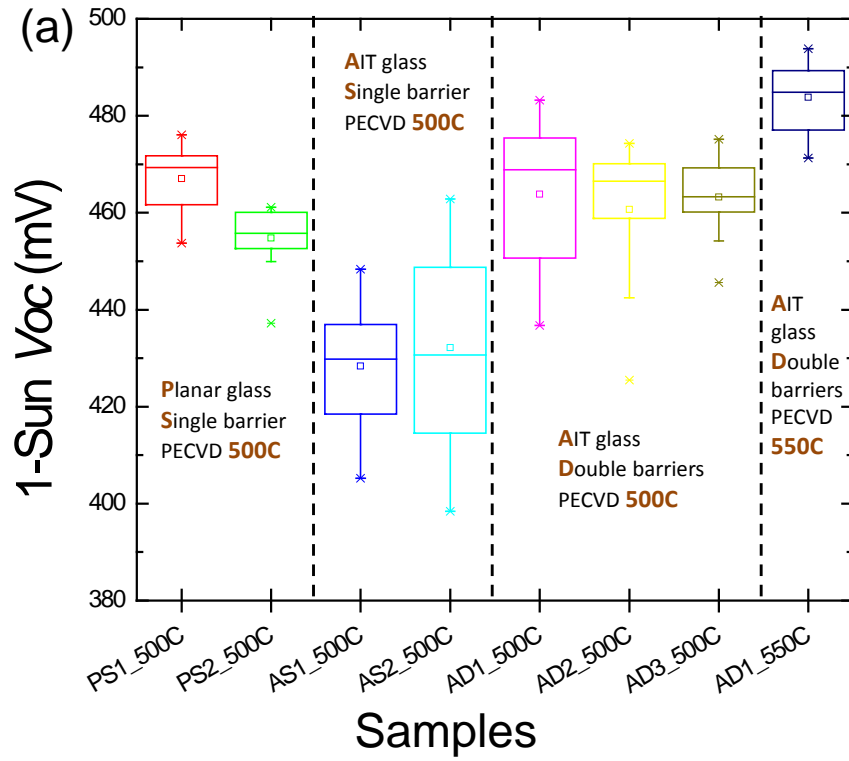 (a)
500
480
460
440
420
400
380
1-Sun Voc (mV)
AIT glass
Single barrier
PECVD 500C
Planar glass
Single barrier
PECVD 500C
AIT glass
Double barriers
PECVD 500C
AIT
glass
Double
barriers
PECVD
550C
PS1_500C
PS2_500C
AS1_500C
AS2_500C
AD1_500C
AD2_500C
AD3_500C
AD1_550C
Samples